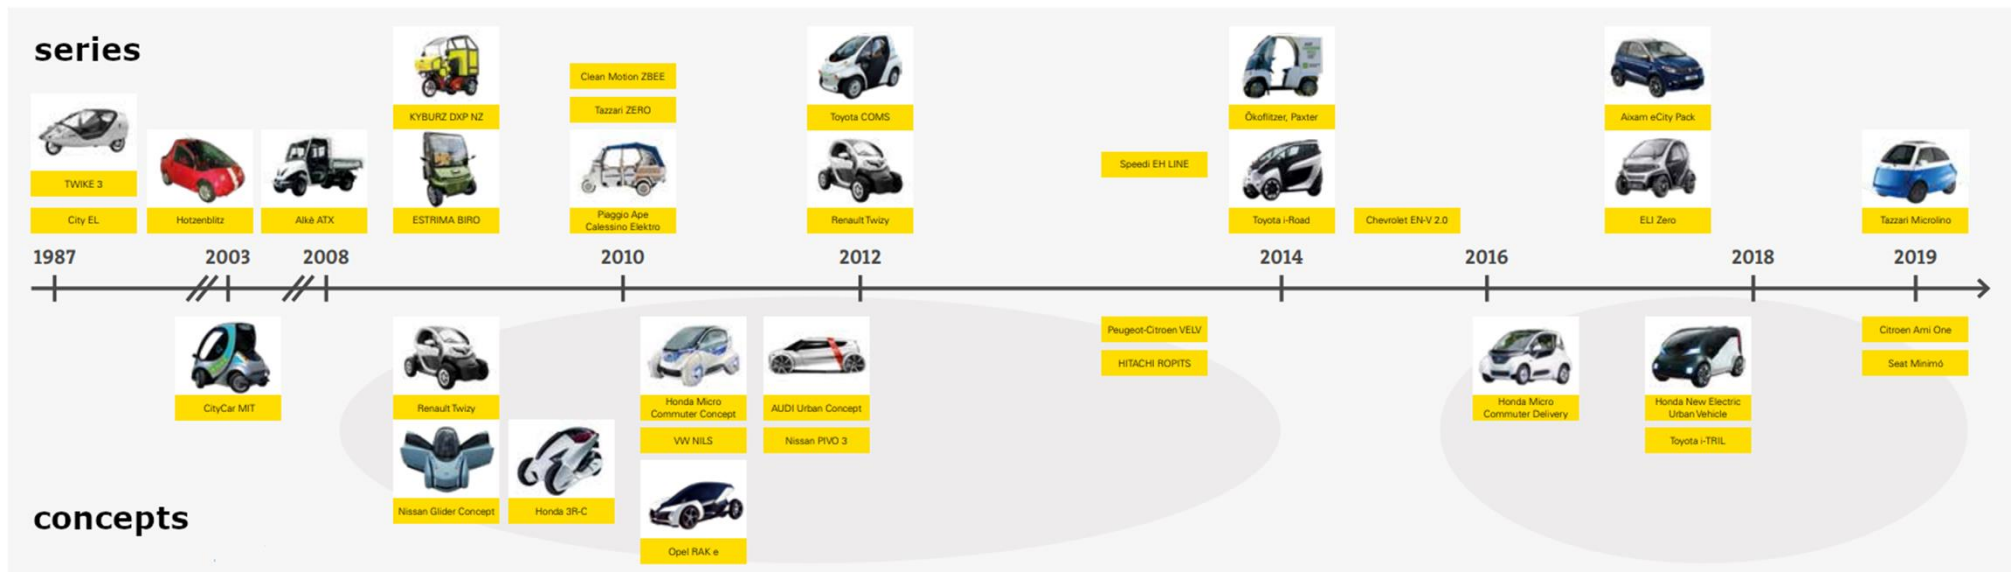 series
Clean Motion ZBEE
Tazzari ZERO
KYBURZ DXP NZ
Toyota COMS
Ökoflitzer, Paxter
Aixam eCity Pack
Speedi EH LINE
TWIKE 3
City EL
Hotzenblitz
Alkè ATX
ESTRIMA BIRO
Piaggio Ape
Calessino Elektro
Renault Twizy
Toyota i-Road
Chevrolet EN-V 2.0
ELI Zero
Tazzari Microlino
1987
2003
2008
2010
2012
2014
2016
2018
2019
Peugeot-Citroen VELV
HITACHI ROPITS
Citroen Ami One
Seat Minimó
CityCar MIT
Renault Twizy
Honda Micro
Commuter Concept
AUDI Urban Concept
Honda Micro
Commuter Delivery
Honda New Electric
Urban Vehicle
VW NILS
Nissan PIVO 3
Toyota i-TRIL
Nissan Glider Concept
Honda 3R-C
Opel RAK e
concepts